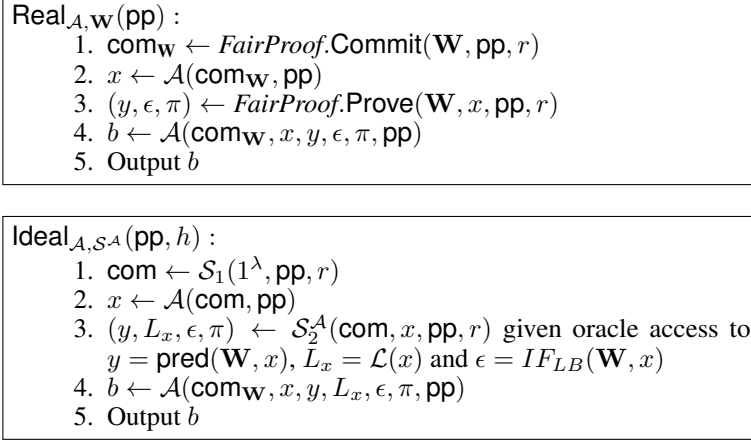 Real_{𝒜,𝐖}(pp) :
1. com_𝐖 ← FairProof.Commit(𝐖, pp, r)
2. x ← 𝒜(com_𝐖, pp)
3. (y, ϵ, π) ← FairProof.Prove(𝐖, x, pp, r)
4. b ← 𝒜(com_𝐖, x, y, ϵ, π, pp)
5. Output b
Ideal_{𝒜,𝒮^𝒜}(pp, h) :
1. com ← 𝒮₁(1^λ, pp, r)
2. x ← 𝒜(com, pp)
3. (y, L_x, ϵ, π) ← 𝒮₂^𝒜(com, x, pp, r) given oracle access to
y = pred(𝐖, x), L_x = ℒ(x) and ϵ = IF_{LB}(𝐖, x)
4. b ← 𝒜(com_𝐖, x, y, L_x, ϵ, π, pp)
5. Output b